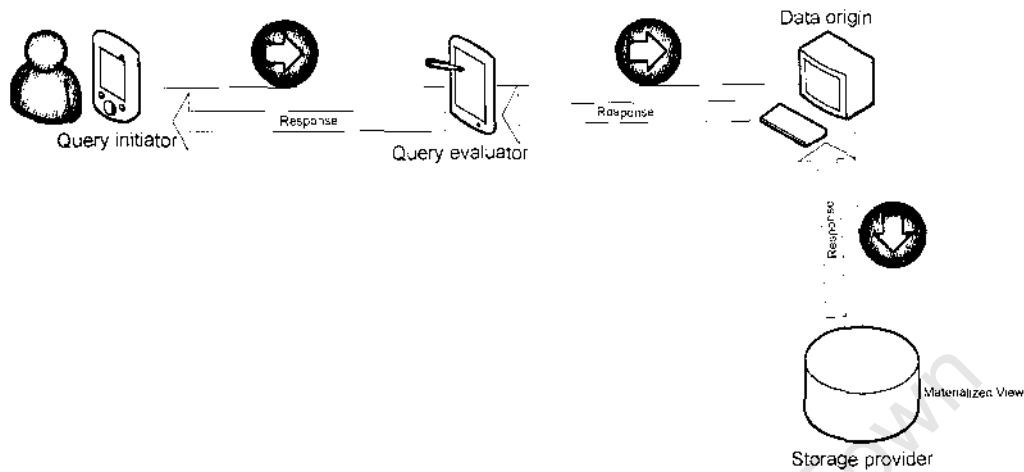 Data origin
Response
Response
Query initiator
Query evaluator
Response
Materialized View
Storage provider